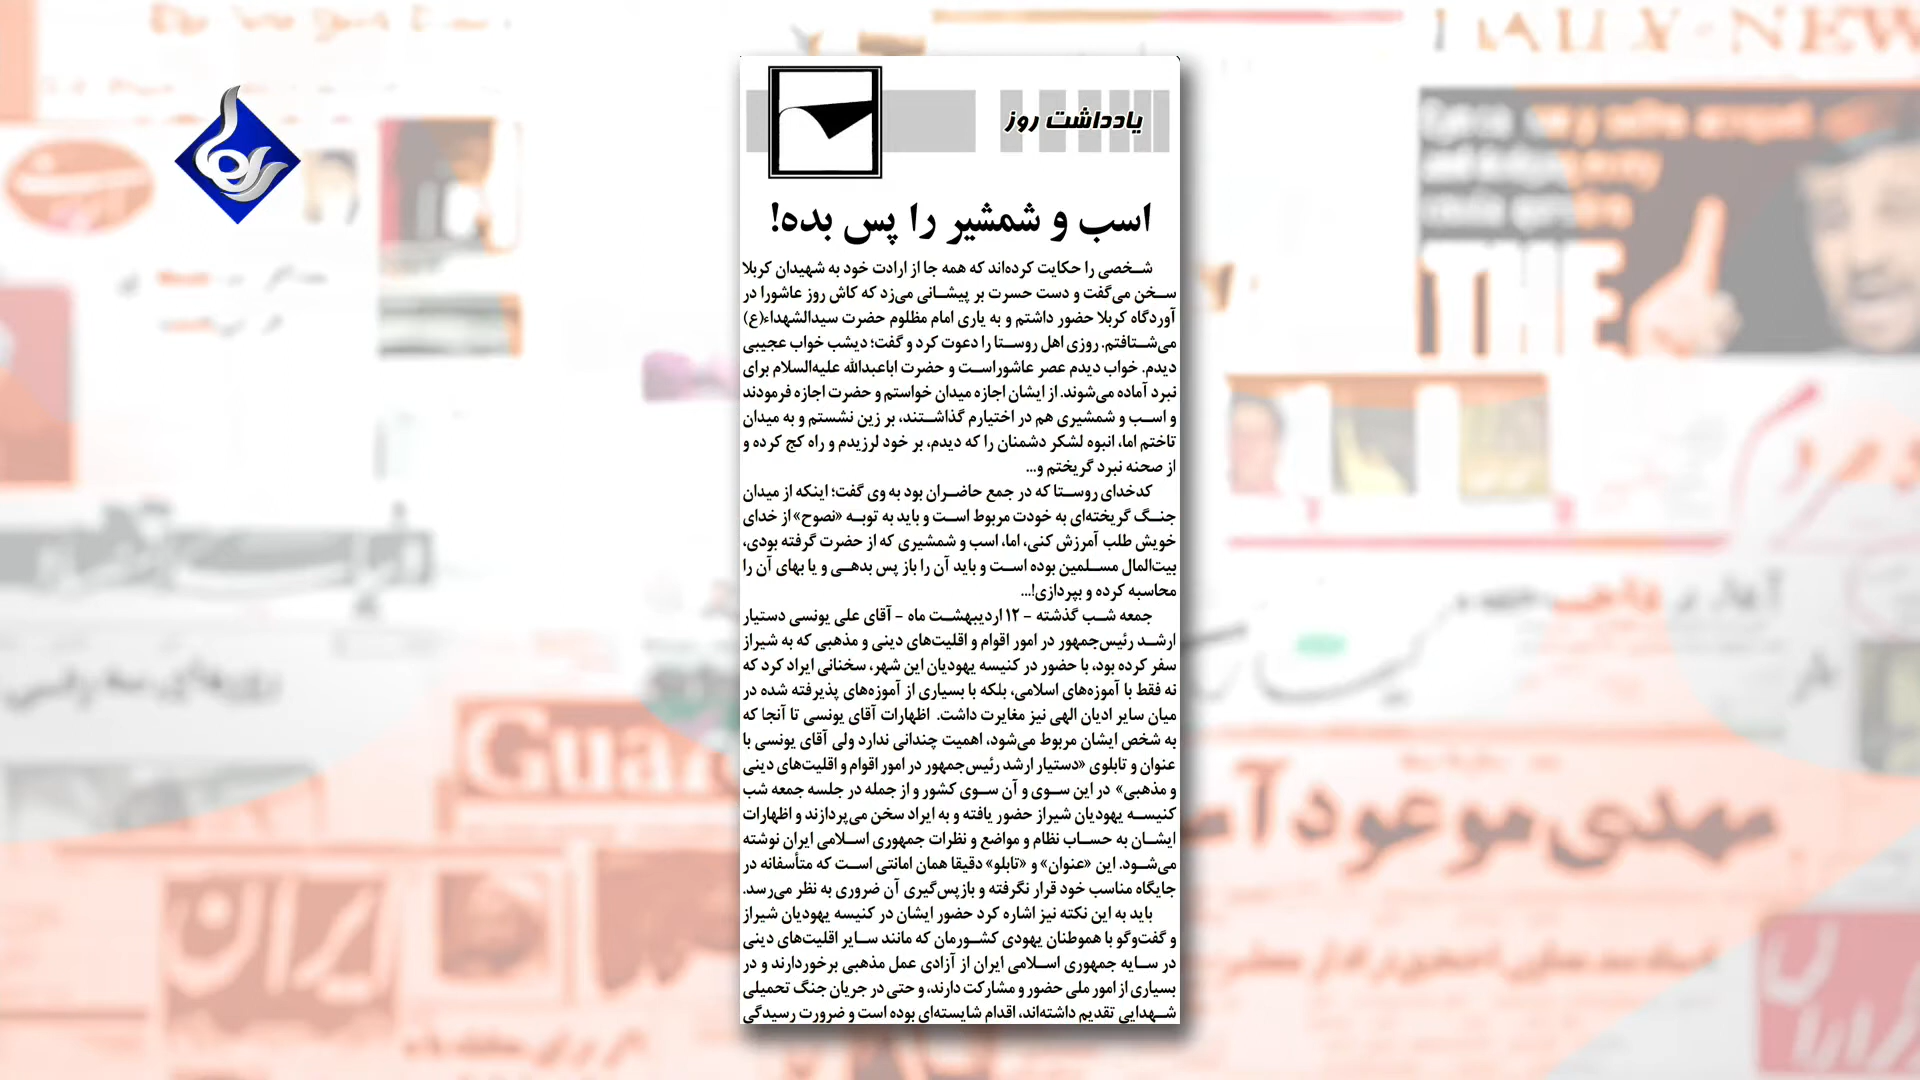 یادداشت روز
اسب و شمشیر را پس بده!
شخصی را حکایت کرده‌اند که همه جا از ارادت خود به شهیدان کربلا
سخن می‌گفت و دست حسرت بر پیشانی می‌زد که کاش روز عاشورا در
آوردگاه کربلا حضور داشتم و به یاری امام مظلوم حضرت سیدالشهداء(ع)
می‌شتافتم. روزی اهل روستا را دعوت کرد و گفت؛ دیشب خواب عجیبی
دیدم. خواب دیدم عصر عاشوراست و حضرت اباعبدالله علیه‌السلام برای
نبرد آماده می‌شوند. از ایشان اجازه میدان خواستم و حضرت اجازه فرمودند
و اسب و شمشیری هم در اختیارم گذاشتند، بر زین نشستم و به میدان
تاختم اما، انبوه لشکر دشمنان را که دیدم، بر خود لرزیدم و راه کج کرده و
از صحنه نبرد گریختم و...
کدخدای روستا که در جمع حاضران بود به وی گفت؛ اینکه از میدان
جنگ گریخته‌ای به خودت مربوط است و باید به توبه «نصوح» از خدای
خویش طلب آمرزش کنی، اما، اسب و شمشیری که از حضرت گرفته بودی،
بیت‌المال مسلمین بوده است و باید آن را باز پس بدهی و یا بهای آن را
محاسبه کرده و بپردازی!...
جمعه شب گذشته - ۱۲ اردیبهشت ماه - آقای علی یونسی دستیار
ارشد رئیس‌جمهور در امور اقوام و اقلیت‌های دینی و مذهبی که به شیراز
سفر کرده بود، با حضور در کنیسه یهودیان این شهر، سخنانی ایراد کرد که
نه فقط با آموزه‌های اسلامی، بلکه با بسیاری از آموزه‌های پذیرفته شده در
میان سایر ادیان الهی نیز مغایرت داشت. اظهارات آقای یونسی تا آنجا که
به شخص ایشان مربوط می‌شود، اهمیت چندانی ندارد ولی آقای یونسی با
عنوان و تابلوی «دستیار ارشد رئیس‌جمهور در امور اقوام و اقلیت‌های دینی
و مذهبی» در این سوی و آن سوی کشور و از جمله در جلسه جمعه شب
کنیسه یهودیان شیراز حضور یافته و به ایراد سخن می‌پردازند و اظهارات
ایشان به حساب نظام و مواضع و نظرات جمهوری اسلامی ایران نوشته
می‌شود. این «عنوان» و «تابلو» دقیقا همان امانتی است که متأسفانه در
جایگاه مناسب خود قرار نگرفته و بازپس‌گیری آن ضروری به نظر می‌رسد.
باید به این نکته نیز اشاره کرد حضور ایشان در کنیسه یهودیان شیراز
و گفت‌وگو با هموطنان یهودی کشورمان که مانند سایر اقلیت‌های دینی
در سایه جمهوری اسلامی ایران از آزادی عمل مذهبی برخوردارند و در
بسیاری از امور ملی حضور و مشارکت دارند، و حتی در جریان جنگ تحمیلی
شهدایی تقدیم داشته‌اند، اقدام شایسته‌ای بوده است و ضرورت رسیدگی
DAILY NEW
THE
Guar
مهدی موعود
ایران